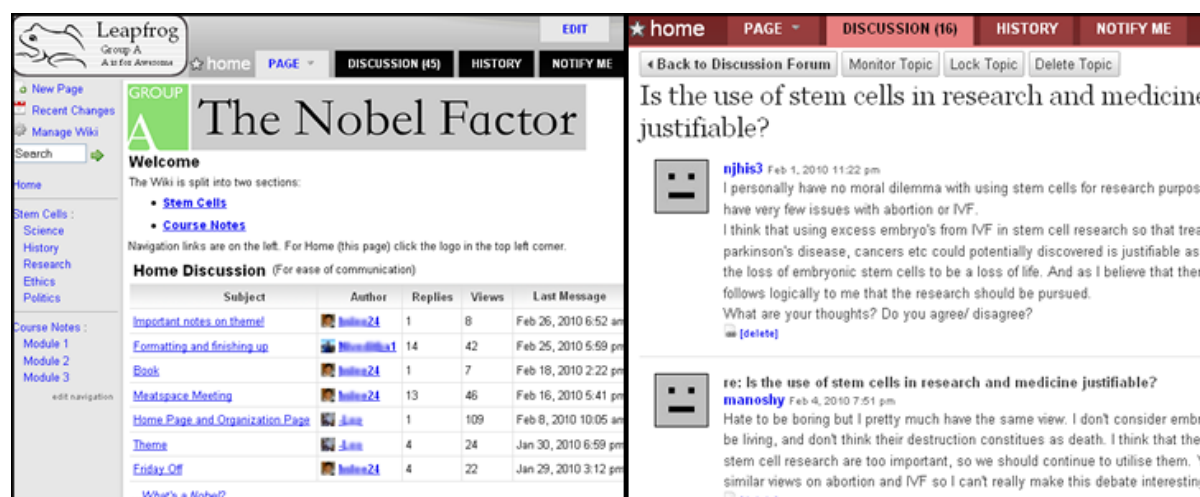 Leapfrog
Group A
A is for Awesome
EDIT
home PAGE DISCUSSION (45) HISTORY NOTIFY ME
New Page
Recent Changes
Manage Wiki
Search
Home
Stem Cells :
Science
History
Research
Ethics
Politics
Course Notes :
Module 1
Module 2
Module 3
edit navigation
GROUP
A
The Nobel Factor
Welcome
The Wiki is split into two sections:
• Stem Cells
• Course Notes
Navigation links are on the left. For Home (this page) click the logo in the top left corner.
Home Discussion (For ease of communication)
Subject Author Replies Views Last Message
Important notes on theme! 1 8 Feb 26, 2010 6:52 am
Formatting and finishing up 14 42 Feb 25, 2010 5:59 pm
Book 1 7 Feb 18, 2010 2:22 pm
Meatspace Meeting 13 46 Feb 16, 2010 5:41 pm
Home Page and Organization Page 1 109 Feb 8, 2010 10:05 am
Theme 4 24 Jan 30, 2010 6:59 pm
Friday Off 4 22 Jan 29, 2010 3:12 pm
What's a Nobel?
home PAGE DISCUSSION (16) HISTORY NOTIFY ME
Back to Discussion Forum Monitor Topic Lock Topic Delete Topic
Is the use of stem cells in research and medicine
justifiable?
njhis3 Feb 1, 2010 11:22 pm
I personally have no moral dilemma with using stem cells for research purpos
have very few issues with abortion or IVF.
I think that using excess embryo's from IVF in stem cell research so that trea
parkinson's disease, cancers etc could potentially discovered is justifiable as
the loss of embryonic stem cells to be a loss of life. And as I believe that ther
follows logically to me that the research should be pursued.
What are your thoughts? Do you agree/ disagree?
[delete]
re: Is the use of stem cells in research and medicine justifiable?
manoshy Feb 4, 2010 7:51 pm
Hate to be boring but I pretty much have the same view. I don't consider embr
be living, and don't think their destruction constitues as death. I think that the
stem cell research are too important, so we should continue to utilise them. Y
similar views on abortion and IVF so I can't really make this debate interestin